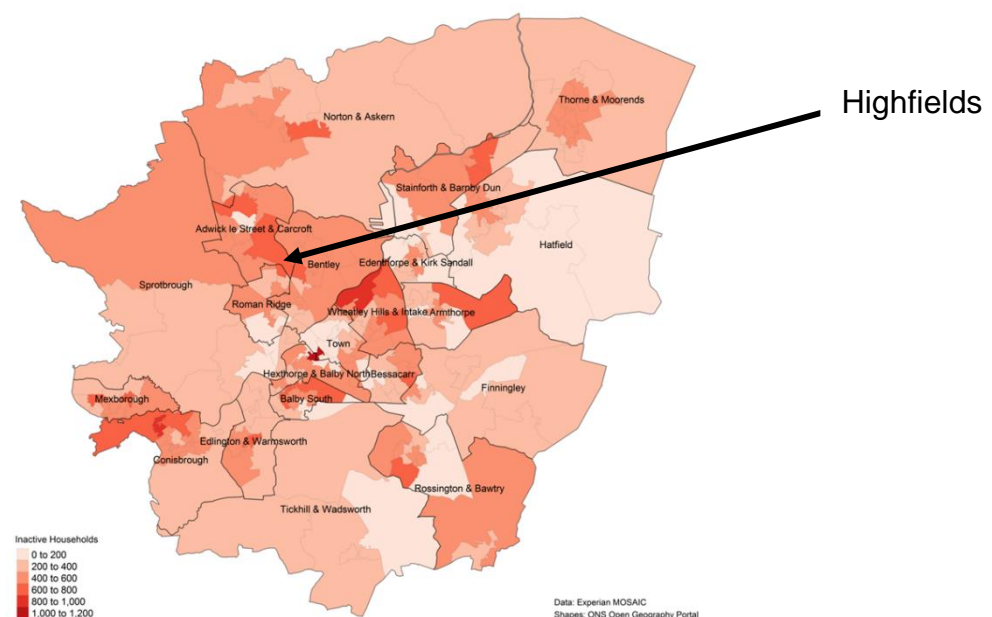 Highfields
Thorne & Moorends
Norton & Askern
Stainforth & Barnby Dun
Adwick le Street & Carcroft
Hatfield
Bentley
Edenthorpe & Kirk Sandall
Sprotbrough
Roman Ridge
Wheatley Hills & Intake
Armthorpe
Town
Hexthorpe & Balby North
Bessacarr
Finningley
Mexborough
Balby South
Edlington & Warmsworth
Conisbrough
Rossington & Bawtry
Tickhill & Wadsworth
Inactive Households
0 to 200
200 to 400
400 to 600
600 to 800
800 to 1,000
1,000 to 1,200
Data: Experian MOSAIC
Shapes: ONS Open Geography Portal